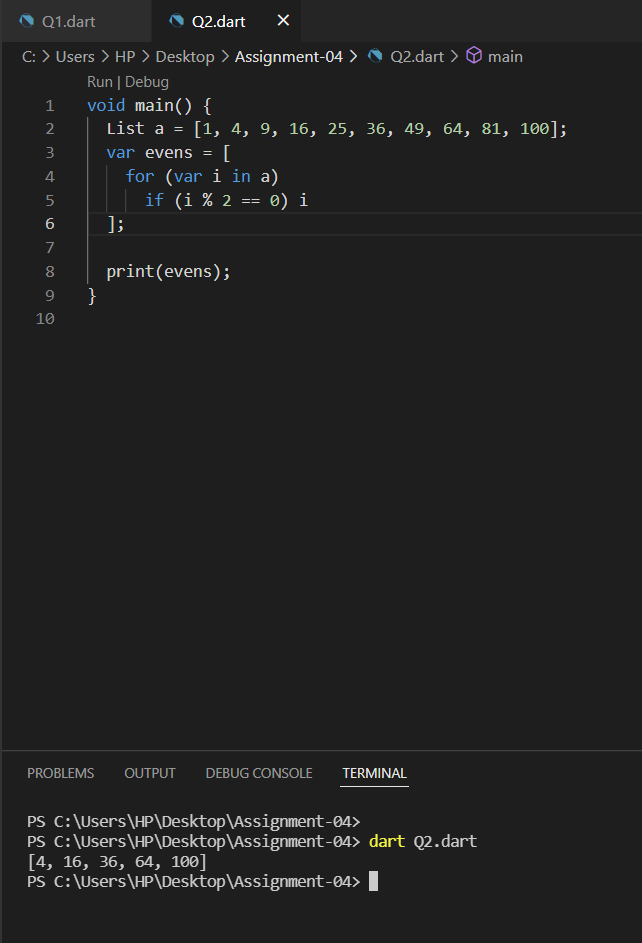 Q1.dart Q2.dart ×
C: > Users > HP > Desktop > Assignment-04 > Q2.dart > main
Run | Debug
1 void main() {
2   List a = [1, 4, 9, 16, 25, 36, 49, 64, 81, 100];
3   var evens = [
4     for (var i in a)
5       if (i % 2 == 0) i
6   ];
7
8   print(evens);
9 }
10
PROBLEMS OUTPUT DEBUG CONSOLE TERMINAL
PS C:\Users\HP\Desktop\Assignment-04>
PS C:\Users\HP\Desktop\Assignment-04> dart Q2.dart
[4, 16, 36, 64, 100]
PS C:\Users\HP\Desktop\Assignment-04>